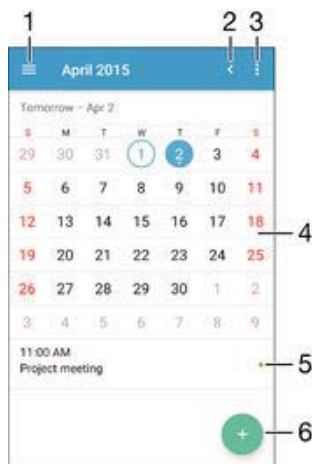 1 2 3
April 2015
Tomorrow – Apr 2
S M T W T F S
29 30 31 1 2 3 4
5 6 7 8 9 10 11
12 13 14 15 16 17 18
4
19 20 21 22 23 24 25
26 27 28 29 30 1 2
3 4 5 6 7 8 9
11:00 AM
Project meeting
5
+
6